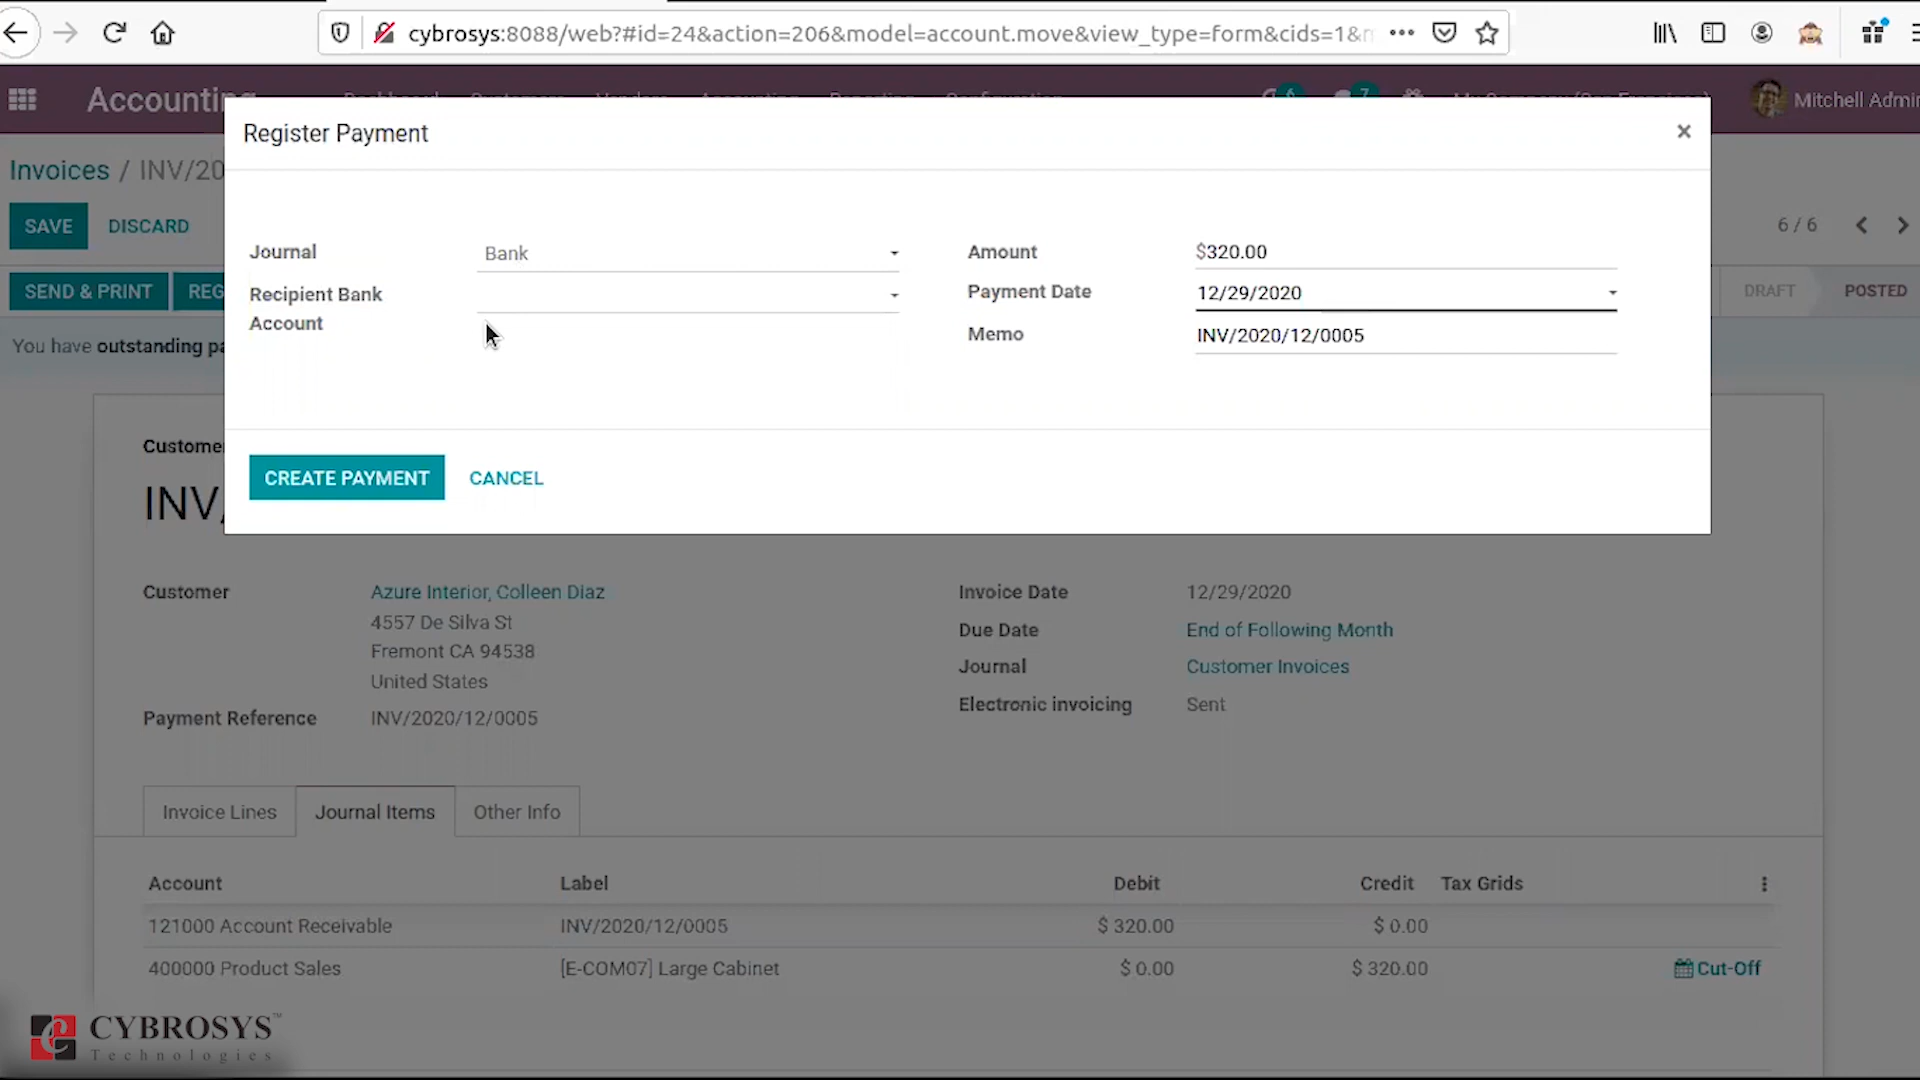 cybrosys:8088/web?#id=24&action=206&model=account.move&view_type=form&cids=1&
Accounting
6
7
Mitchell Admin
Register Payment
×
Invoices / INV/20
SAVE
DISCARD
6 / 6
Journal
Bank
Amount
$320.00
Recipient Bank
Account
Payment Date
12/29/2020
Memo
INV/2020/12/0005
SEND & PRINT
REG
DRAFT
POSTED
You have outstanding pa
CREATE PAYMENT
CANCEL
Custome
INV/
Customer
Azure Interior, Colleen Diaz
4557 De Silva St
Fremont CA 94538
United States
Payment Reference
INV/2020/12/0005
Invoice Date
12/29/2020
Due Date
End of Following Month
Journal
Customer Invoices
Electronic invoicing
Sent
Invoice Lines
Journal Items
Other Info
Account
Label
Debit
Credit
Tax Grids
121000 Account Receivable
INV/2020/12/0005
$ 320.00
$ 0.00
400000 Product Sales
[E-COM07] Large Cabinet
$ 0.00
$ 320.00
Cut-Off
CYBROSYS™
Technologies